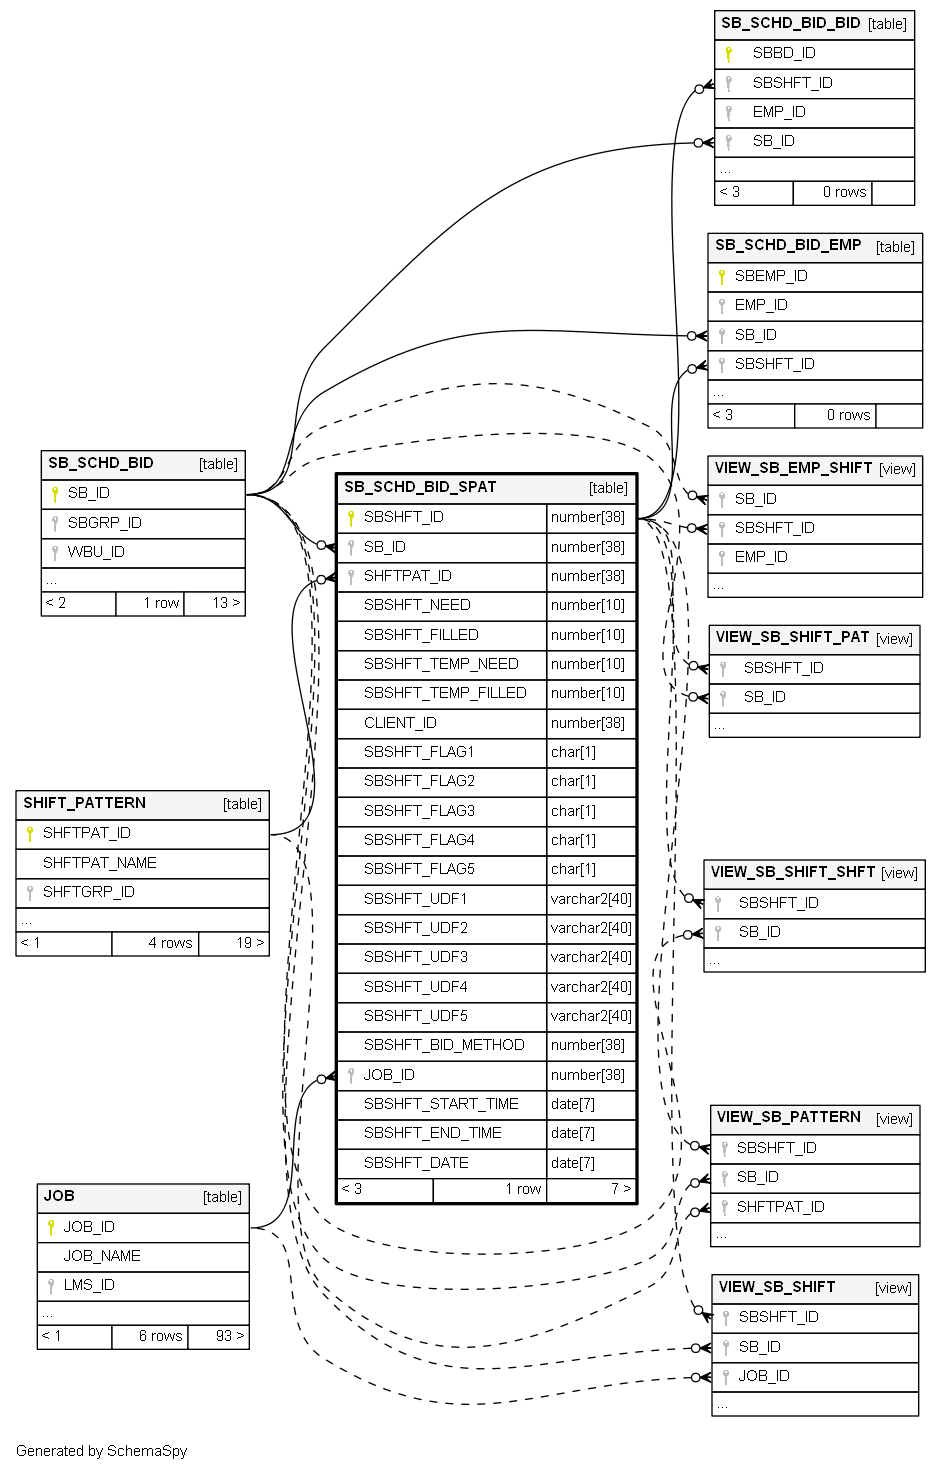 SB_SCHD_BID_BID [table]
SBBD_ID
SBSHFT_ID
EMP_ID
SB_ID
...
< 3 0 rows
SB_SCHD_BID_EMP [table]
SBEMP_ID
EMP_ID
SB_ID
SBSHFT_ID
...
< 3 0 rows
SB_SCHD_BID [table]
SB_ID
SBGRP_ID
WBU_ID
...
< 2 1 row 13 >
SB_SCHD_BID_SPAT [table]
SBSHFT_ID number[38]
SB_ID number[38]
SHFTPAT_ID number[38]
SBSHFT_NEED number[10]
SBSHFT_FILLED number[10]
SBSHFT_TEMP_NEED number[10]
SBSHFT_TEMP_FILLED number[10]
CLIENT_ID number[38]
SBSHFT_FLAG1 char[1]
SBSHFT_FLAG2 char[1]
SBSHFT_FLAG3 char[1]
SBSHFT_FLAG4 char[1]
SBSHFT_FLAG5 char[1]
SBSHFT_UDF1 varchar2[40]
SBSHFT_UDF2 varchar2[40]
SBSHFT_UDF3 varchar2[40]
SBSHFT_UDF4 varchar2[40]
SBSHFT_UDF5 varchar2[40]
SBSHFT_BID_METHOD number[38]
JOB_ID number[38]
SBSHFT_START_TIME date[7]
SBSHFT_END_TIME date[7]
SBSHFT_DATE date[7]
< 3 1 row 7 >
VIEW_SB_EMP_SHIFT [view]
SB_ID
SBSHFT_ID
EMP_ID
...
VIEW_SB_SHIFT_PAT [view]
SBSHFT_ID
SB_ID
...
SHIFT_PATTERN [table]
SHFTPAT_ID
SHFTPAT_NAME
SHFTGRP_ID
...
< 1 4 rows 19 >
VIEW_SB_SHIFT_SHFT [view]
SBSHFT_ID
SB_ID
...
VIEW_SB_PATTERN [view]
SBSHFT_ID
SB_ID
SHFTPAT_ID
...
JOB [table]
JOB_ID
JOB_NAME
LMS_ID
...
< 1 6 rows 93 >
VIEW_SB_SHIFT [view]
SBSHFT_ID
SB_ID
JOB_ID
...
Generated by SchemaSpy